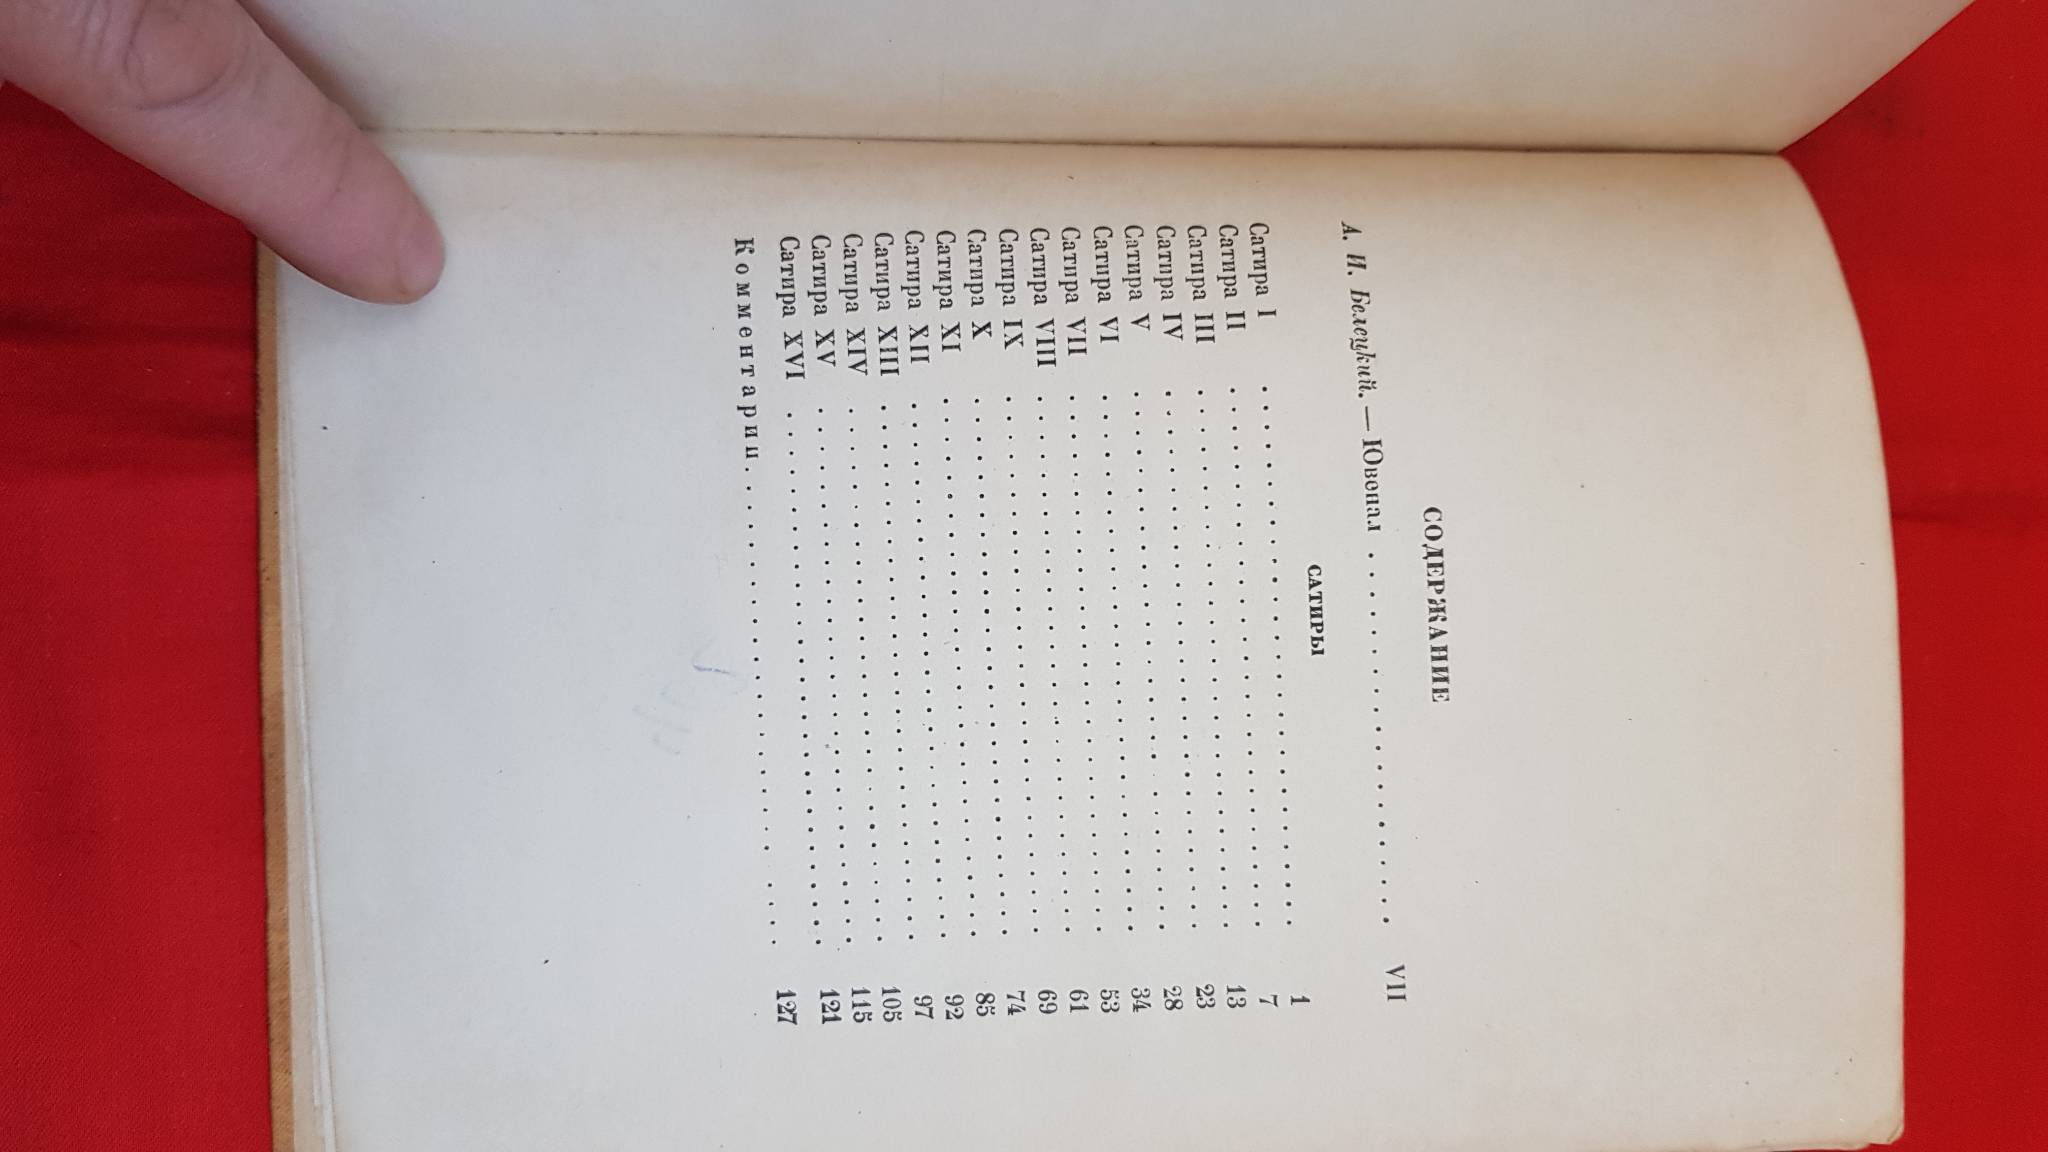 СОДЕРЖАНИЕ
А. И. Белецкий. — Ювенал . . . . . . . . . . . . VII
САТИРЫ
Сатира I . . . . . . . . . . . . . . . . . 1
Сатира II . . . . . . . . . . . . . . . . . 7
Сатира III . . . . . . . . . . . . . . . . . 13
Сатира IV . . . . . . . . . . . . . . . . . 23
Сатира V . . . . . . . . . . . . . . . . . 28
Сатира VI . . . . . . . . . . . . . . . . . 34
Сатира VII . . . . . . . . . . . . . . . . . 53
Сатира VIII . . . . . . . . . . . . . . . . . 61
Сатира IX . . . . . . . . . . . . . . . . . 69
Сатира X . . . . . . . . . . . . . . . . . 74
Сатира XI . . . . . . . . . . . . . . . . . 85
Сатира XII . . . . . . . . . . . . . . . . . 92
Сатира XIII . . . . . . . . . . . . . . . . . 97
Сатира XIV . . . . . . . . . . . . . . . . . 105
Сатира XV . . . . . . . . . . . . . . . . . 115
Сатира XVI . . . . . . . . . . . . . . . . . 121
Комментарии . . . . . . . . . . . . . . . 127